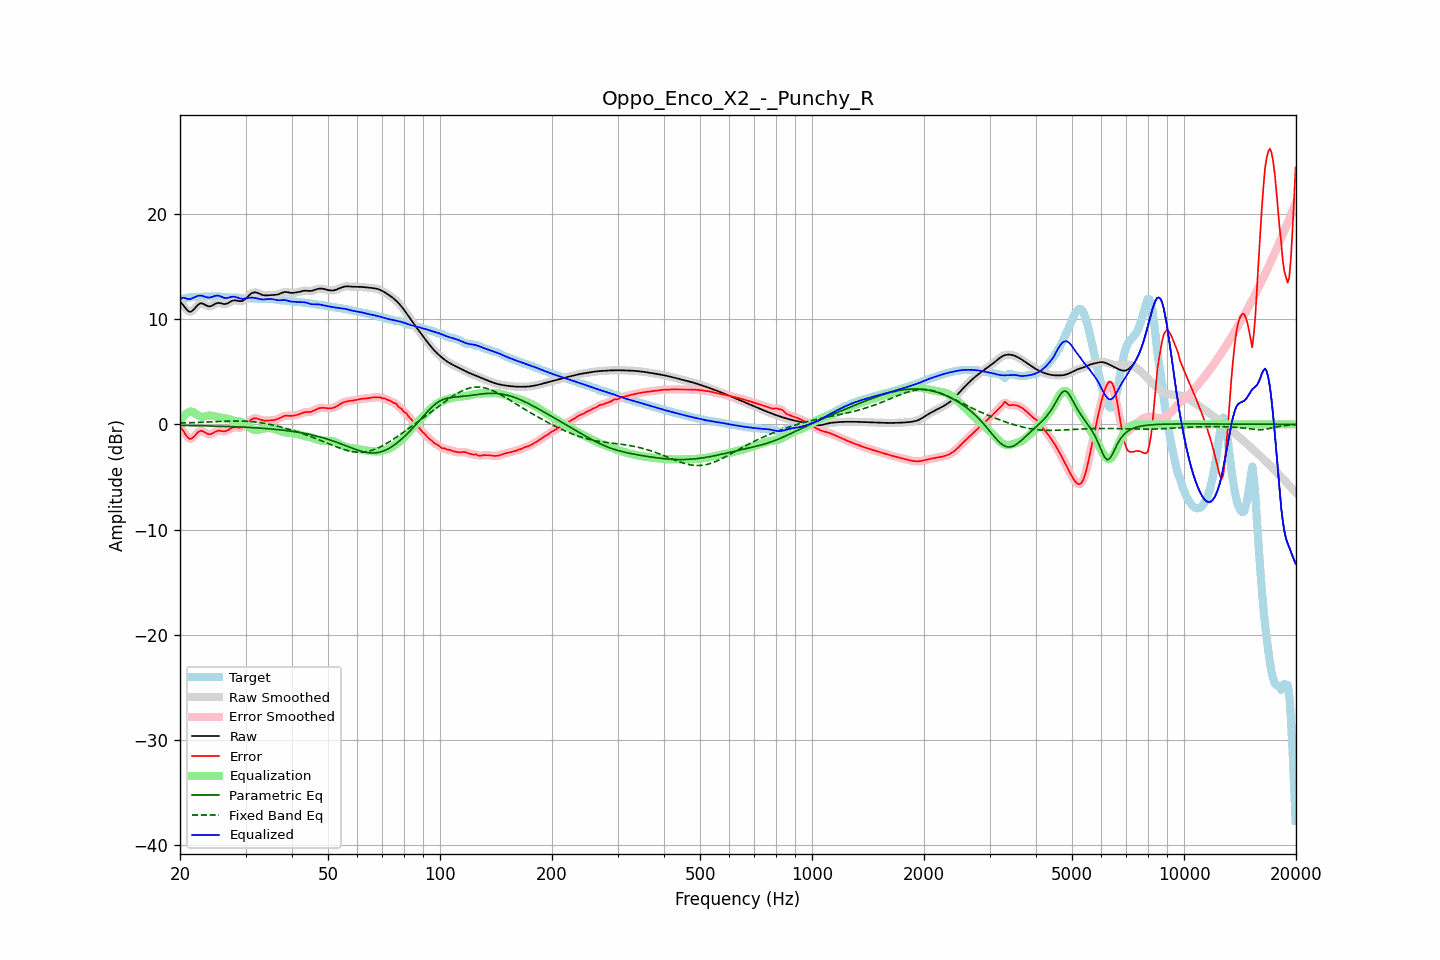 Oppo_Enco_X2_-_Punchy_R
Amplitude (dBr)
20
10
0
−10
−20
−30
−40
Target
Raw Smoothed
Error Smoothed
Raw
Error
Equalization
Parametric Eq
Fixed Band Eq
Equalized
20 50 100 200 500 1000 2000 5000 10000 20000
Frequency (Hz)